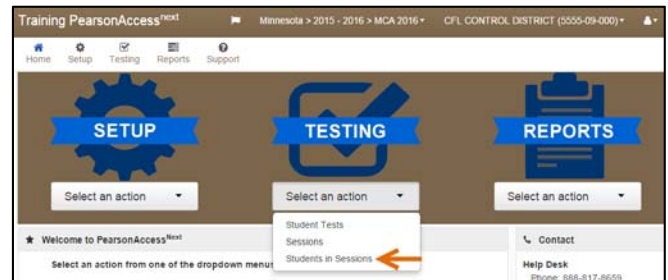 Training PearsonAccessnext Minnesota > 2015 - 2016 > MCA 2016 CFL CONTROL DISTRICT (5555-09-000)
Home Setup Testing Reports Support
SETUP TESTING REPORTS
Select an action Select an action Select an action
Student Tests
Sessions
Students in Sessions
Welcome to PearsonAccessNext Contact
Select an action from one of the dropdown menus Help Desk
Phone: 888-817-8659